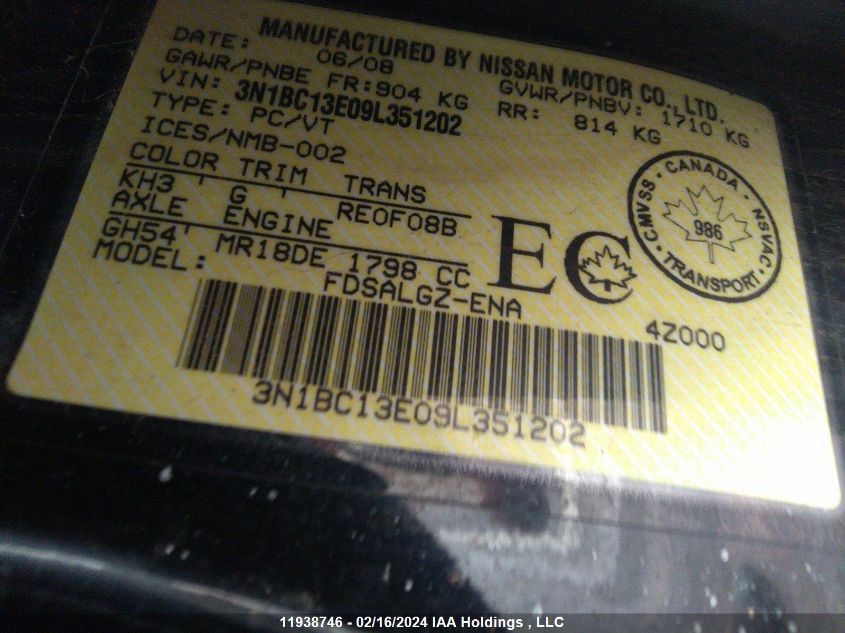 MANUFACTURED BY NISSAN MOTOR CO., LTD.
DATE: 06/08 GVWR/PNBV: 1710 KG
GAWR/PNBE FR:904 KG RR: 814 KG
VIN: 3N1BC13E09L351202
TYPE: PC/VT
ICES/NMB-002
COLOR TRIM TRANS
KH3 G RE0F08B
AXLE ENGINE
GH54 MR18DE 1798 CC
MODEL: FDSALGZ-ENA
EC
CANADA
CMVSS NSVAC
986
TRANSPORT
4Z000
3N1BC13E09L351202
11938746 - 02/16/2024 IAA Holdings , LLC